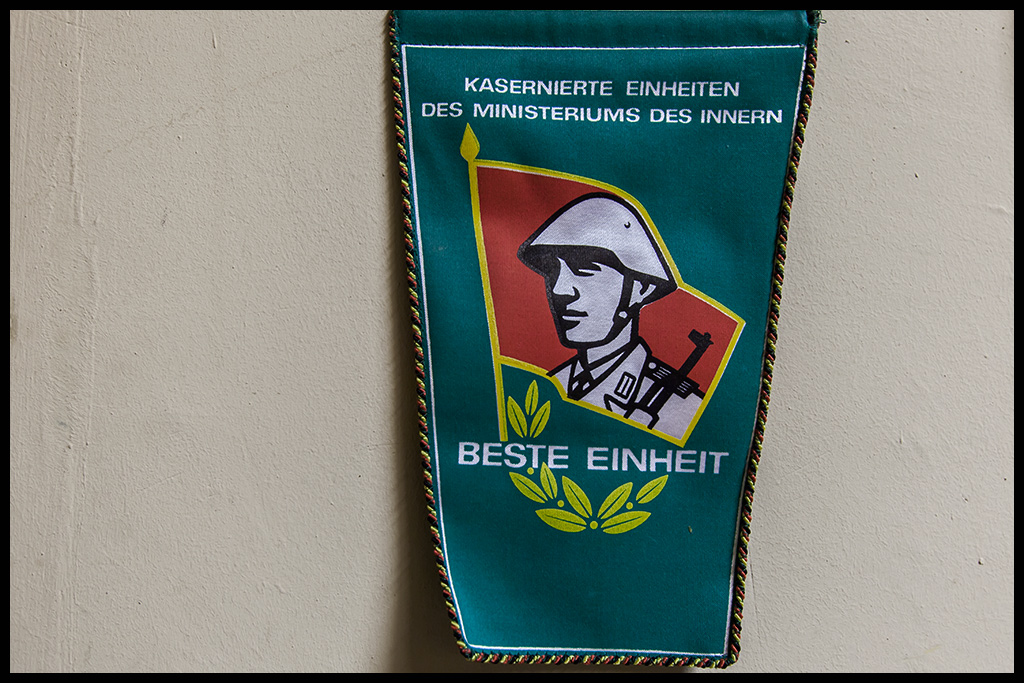 KASERNIERTE EINHEITEN
DES MINISTERIUMS DES INNERN
BESTE EINHEIT